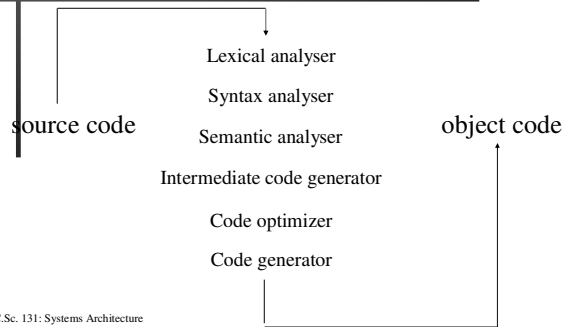 Lexical analyser
Syntax analyser
source code
object code
Semantic analyser
Intermediate code generator
Code optimizer
Code generator
.Sc. 131: Systems Architecture